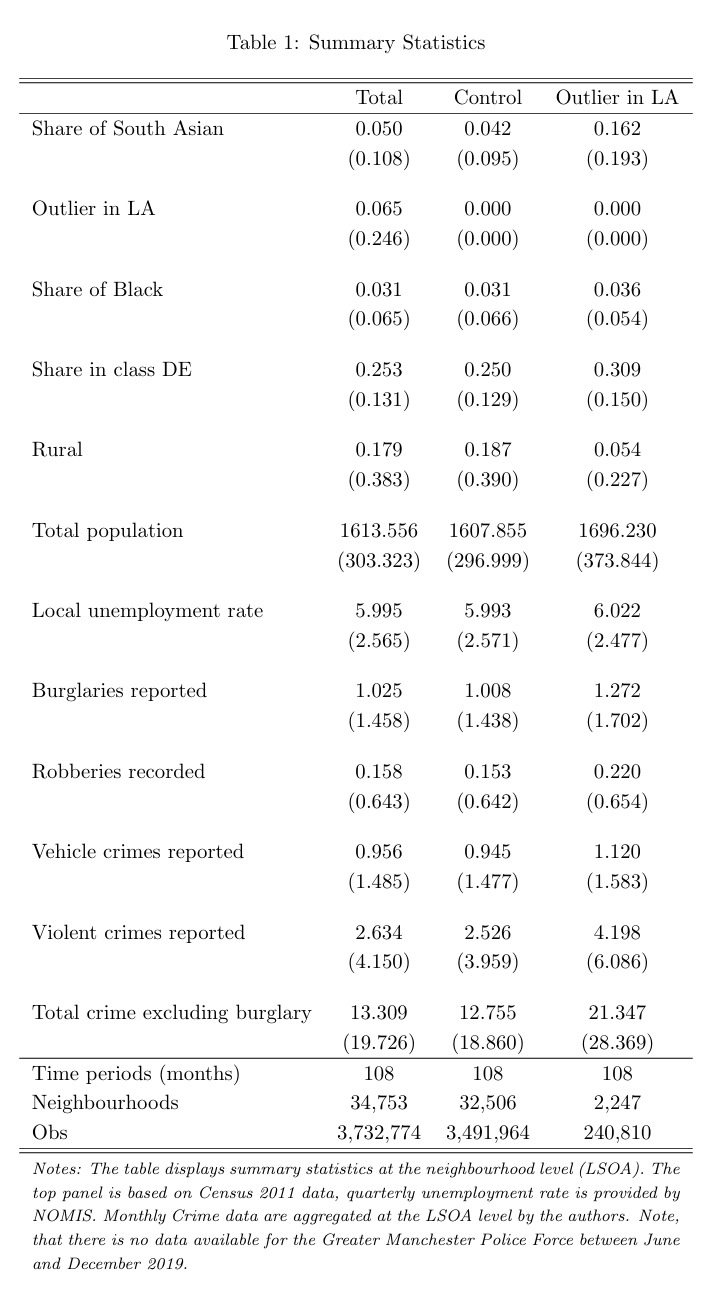 Table 1: Summary Statistics
Total Control Outlier in LA
Share of South Asian 0.050 0.042 0.162
(0.108) (0.095) (0.193)
Outlier in LA 0.065 0.000 0.000
(0.246) (0.000) (0.000)
Share of Black 0.031 0.031 0.036
(0.065) (0.066) (0.054)
Share in class DE 0.253 0.250 0.309
(0.131) (0.129) (0.150)
Rural 0.179 0.187 0.054
(0.383) (0.390) (0.227)
Total population 1613.556 1607.855 1696.230
(303.323) (296.999) (373.844)
Local unemployment rate 5.995 5.993 6.022
(2.565) (2.571) (2.477)
Burglaries reported 1.025 1.008 1.272
(1.458) (1.438) (1.702)
Robberies recorded 0.158 0.153 0.220
(0.643) (0.642) (0.654)
Vehicle crimes reported 0.956 0.945 1.120
(1.485) (1.477) (1.583)
Violent crimes reported 2.634 2.526 4.198
(4.150) (3.959) (6.086)
Total crime excluding burglary 13.309 12.755 21.347
(19.726) (18.860) (28.369)
Time periods (months) 108 108 108
Neighbourhoods 34,753 32,506 2,247
Obs 3,732,774 3,491,964 240,810
Notes: The table displays summary statistics at the neighbourhood level (LSOA). The
top panel is based on Census 2011 data, quarterly unemployment rate is provided by
NOMIS. Monthly Crime data are aggregated at the LSOA level by the authors. Note,
that there is no data available for the Greater Manchester Police Force between June
and December 2019.